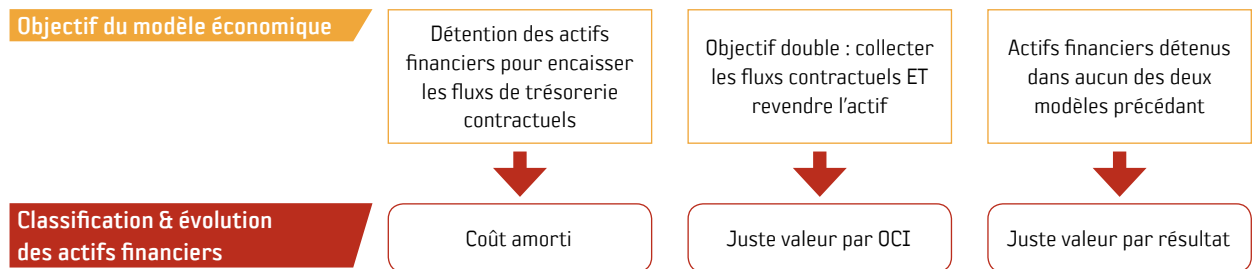 Objectif du modèle économique
Détention des actifs
financiers pour encaisser
les fluxs de trésorerie
contractuels
Objectif double : collecter
les fluxs contractuels ET
revendre l’actif
Actifs financiers détenus
dans aucun des deux
modèles précédant
Classification & évolution
des actifs financiers
Coût amorti
Juste valeur par OCI
Juste valeur par résultat